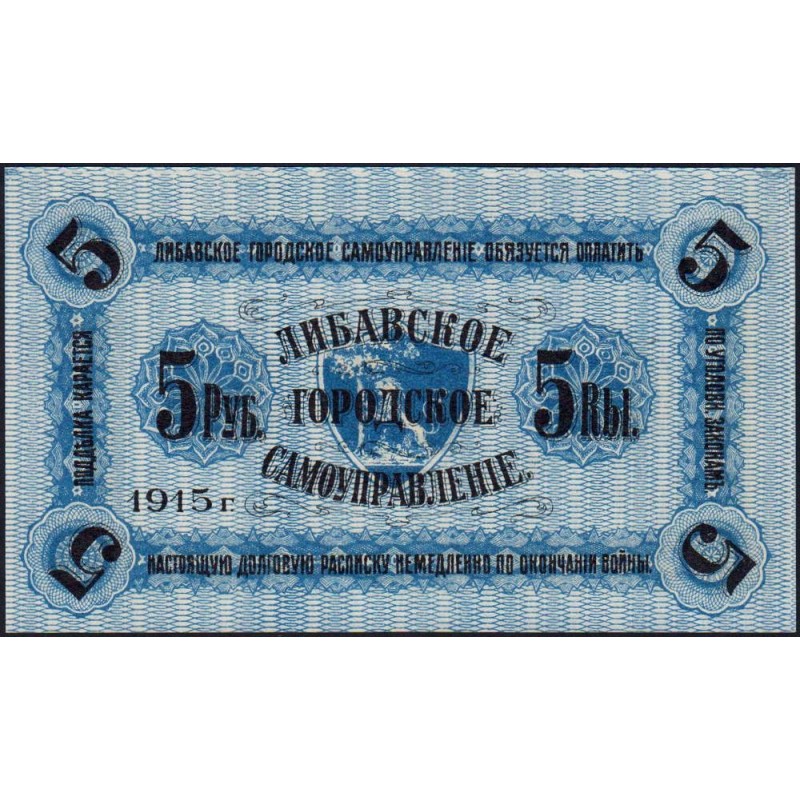 5
5
ЛИБАВСКОЕ ГОРОДСКОЕ САМОУПРАВЛЕНІЕ ОБЯЗУЕТСЯ ОПЛАТИТЬ
ПОДДѢЛКА КАРАЕТСЯ
ПО УГОЛОВН. ЗАКОНАМЪ
ЛИБАВСКОЕ
5 РУБ.
ГОРОДСКОЕ
5 Rbl.
САМОУПРАВЛЕНІЕ.
1915 г.
НАСТОЯЩУЮ ДОЛГОВУЮ РАСПИСКУ НЕМЕДЛЕННО ПО ОКОНЧАНІИ ВОЙНЫ.
5
5